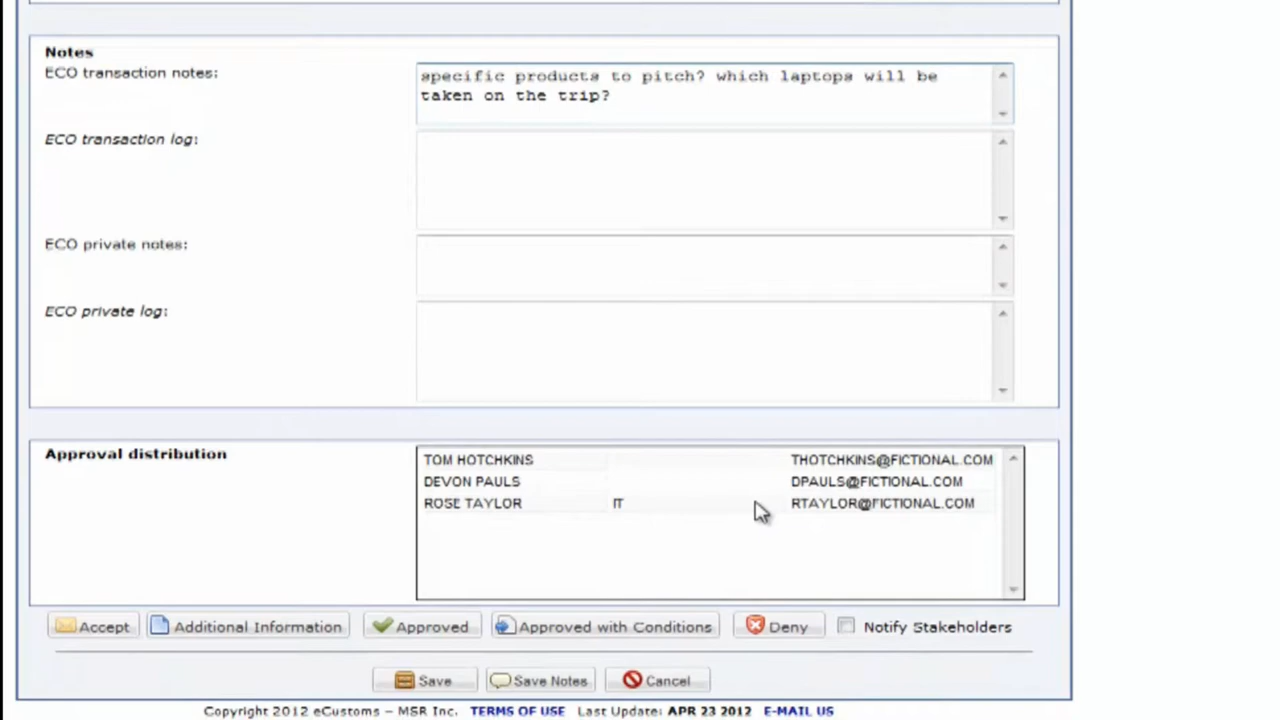 Notes
ECO transaction notes:
specific products to pitch? which laptops will be
taken on the trip?
ECO transaction log:
ECO private notes:
ECO private log:
Approval distribution
TOM HOTCHKINS THOTCHKINS@FICTIONAL.COM
DEVON PAULS DPAULS@FICTIONAL.COM
ROSE TAYLOR IT RTAYLOR@FICTIONAL.COM
Accept Additional Information Approved Approved with Conditions Deny Notify Stakeholders
Save Save Notes Cancel
Copyright 2012 eCustoms – MSR Inc. TERMS OF USE Last Update: APR 23 2012 E-MAIL US